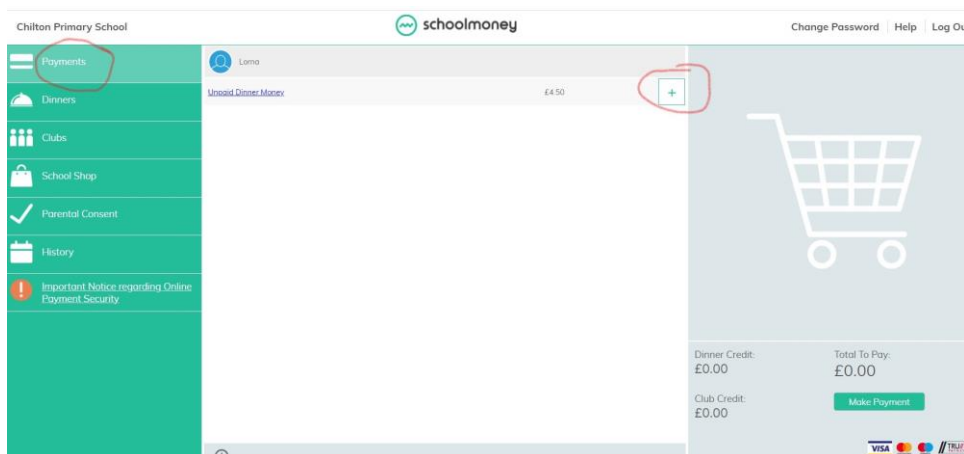 Chilton Primary School
schoolmoney
Change Password Help Log Ou
Payments
Dinners
Clubs
School Shop
Parental Consent
History
Important Notice regarding Online
Payment Security
Lorna
Unpaid Dinner Money £4.50 +
Dinner Credit:
£0.00
Total To Pay:
£0.00
Club Credit:
£0.00
Make Payment
VISA